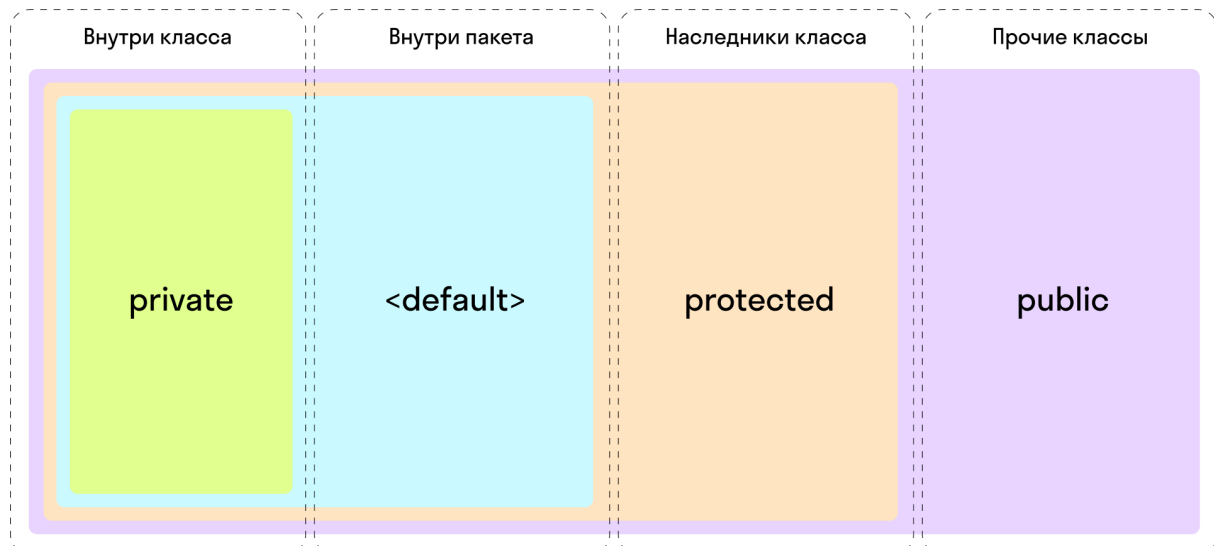 Внутри класса
Внутри пакета
Наследники класса
Прочие классы
private
<default>
protected
public